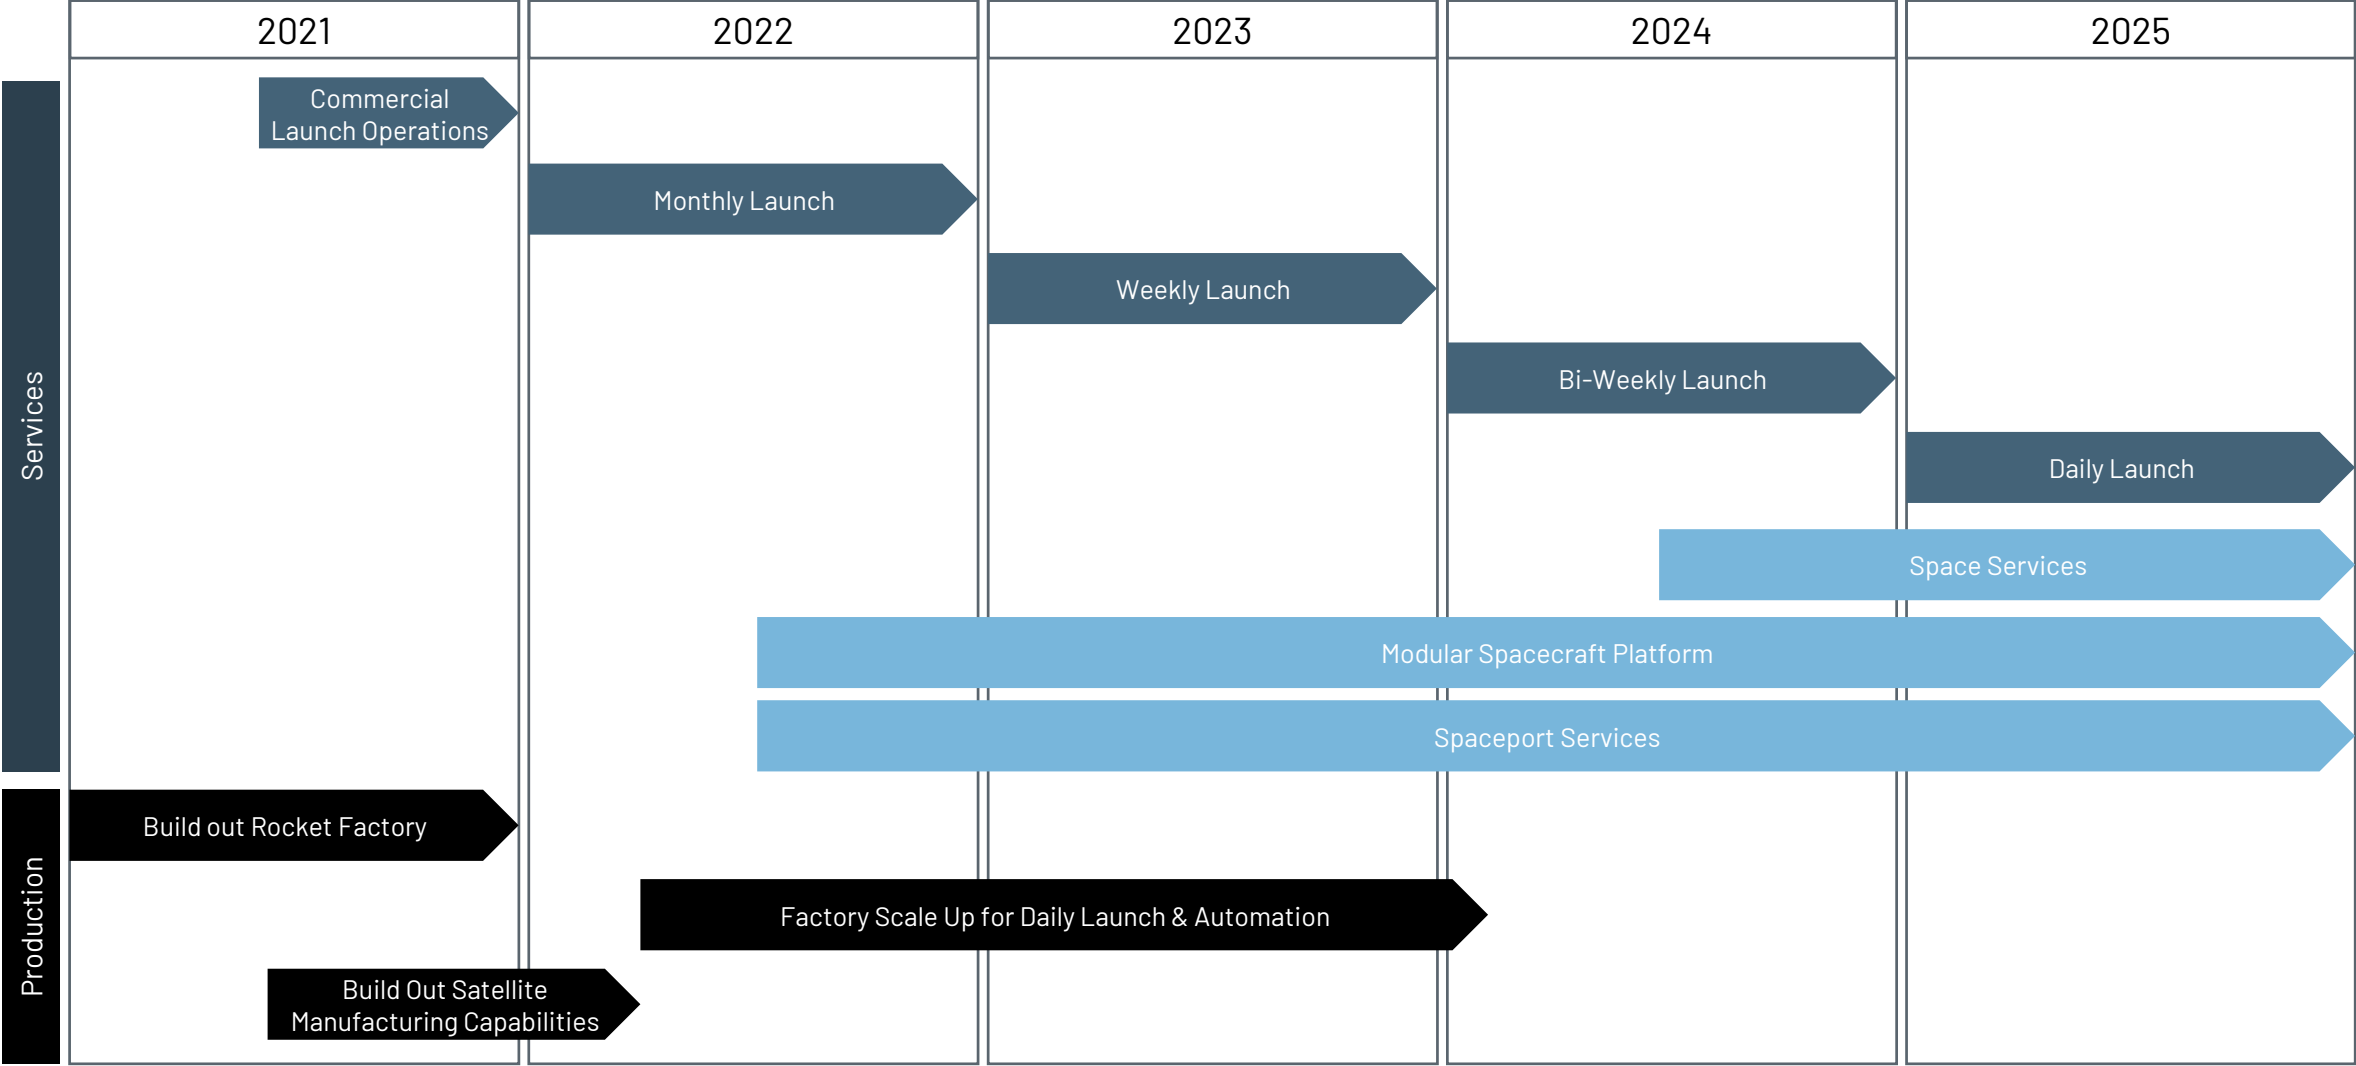 2021
2022
2023
2024
2025
Services
Commercial
Launch Operations
Monthly Launch
Weekly Launch
Bi-Weekly Launch
Daily Launch
Space Services
Modular Spacecraft Platform
Spaceport Services
Production
Build out Rocket Factory
Factory Scale Up for Daily Launch & Automation
Build Out Satellite
Manufacturing Capabilities